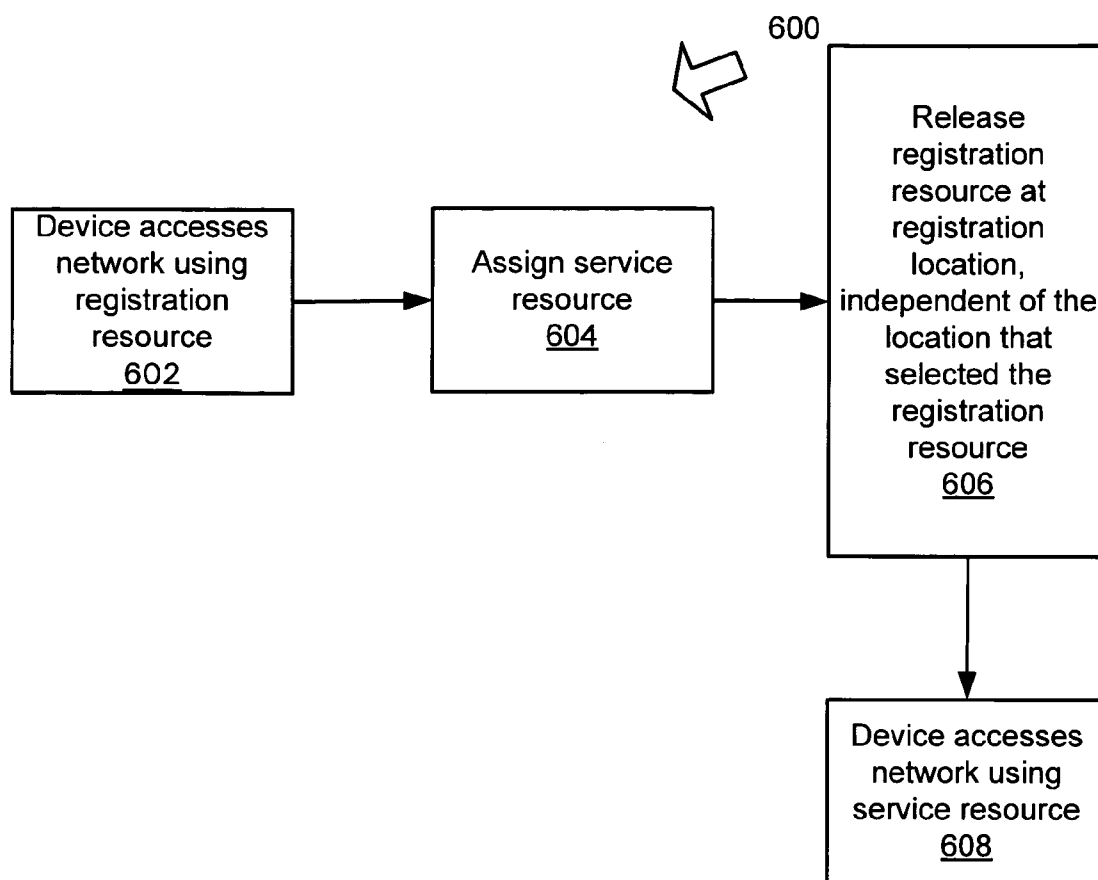 600
Device accesses
network using
registration
resource
602
Assign service
resource
604
Release
registration
resource at
registration
location,
independent of the
location that
selected the
registration
resource
606
Device accesses
network using
service resource
608